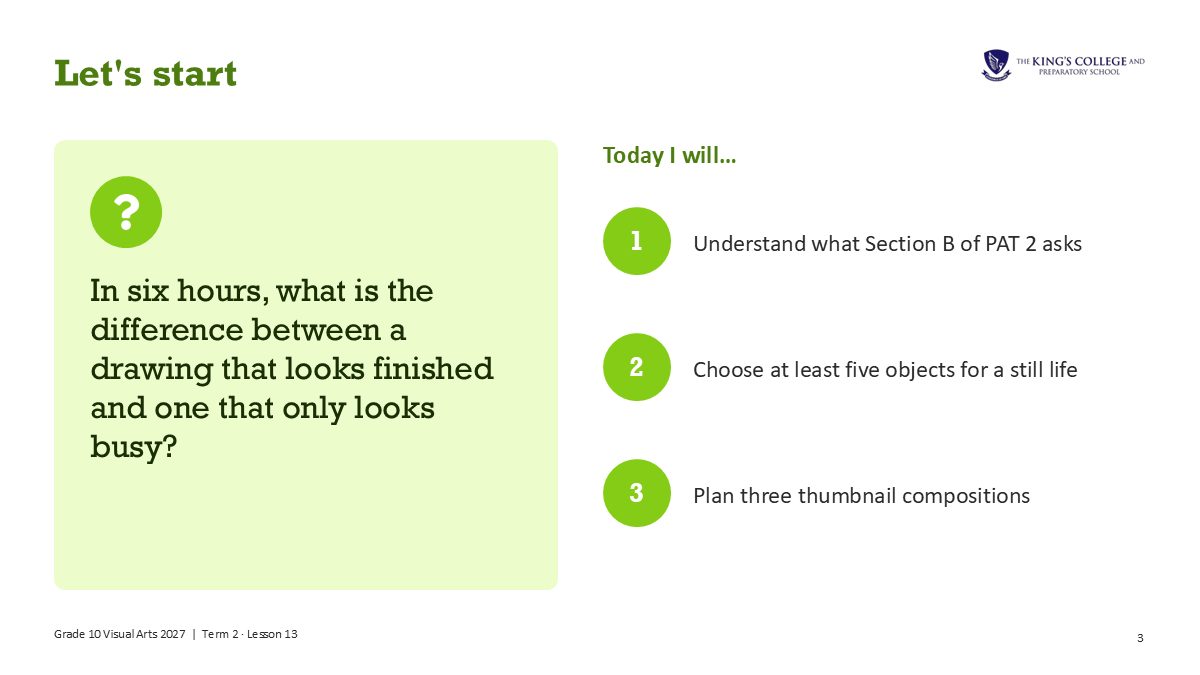 Let's start
THE KING'S COLLEGE AND
PREPARATORY SCHOOL
?
In six hours, what is the
difference between a
drawing that looks finished
and one that only looks
busy?
Today I will...
1
Understand what Section B of PAT 2 asks
2
Choose at least five objects for a still life
3
Plan three thumbnail compositions
Grade 10 Visual Arts 2027 | Term 2 · Lesson 13
3